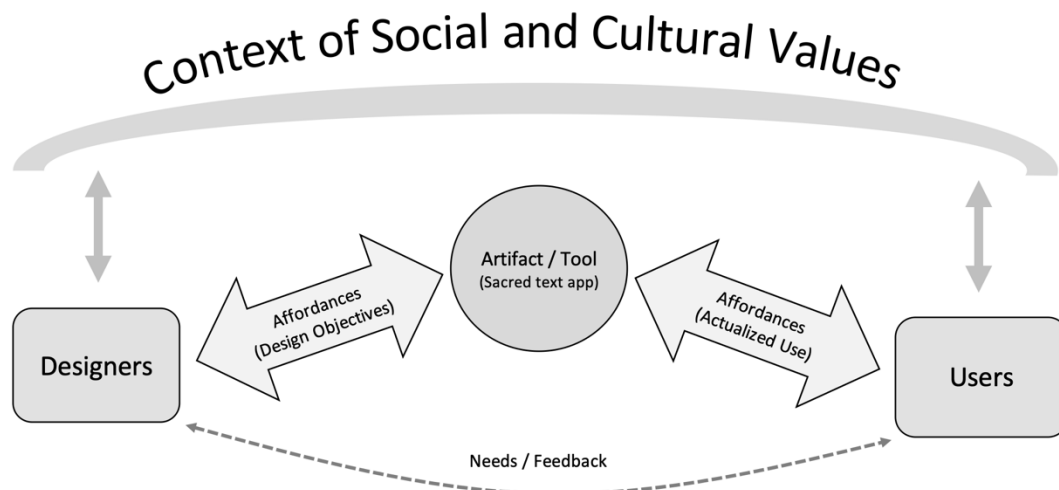 Context of Social and Cultural Values
Artifact / Tool
(Sacred text app)
Affordances
(Design Objectives)
Affordances
(Actualized Use)
Designers
Users
Needs / Feedback